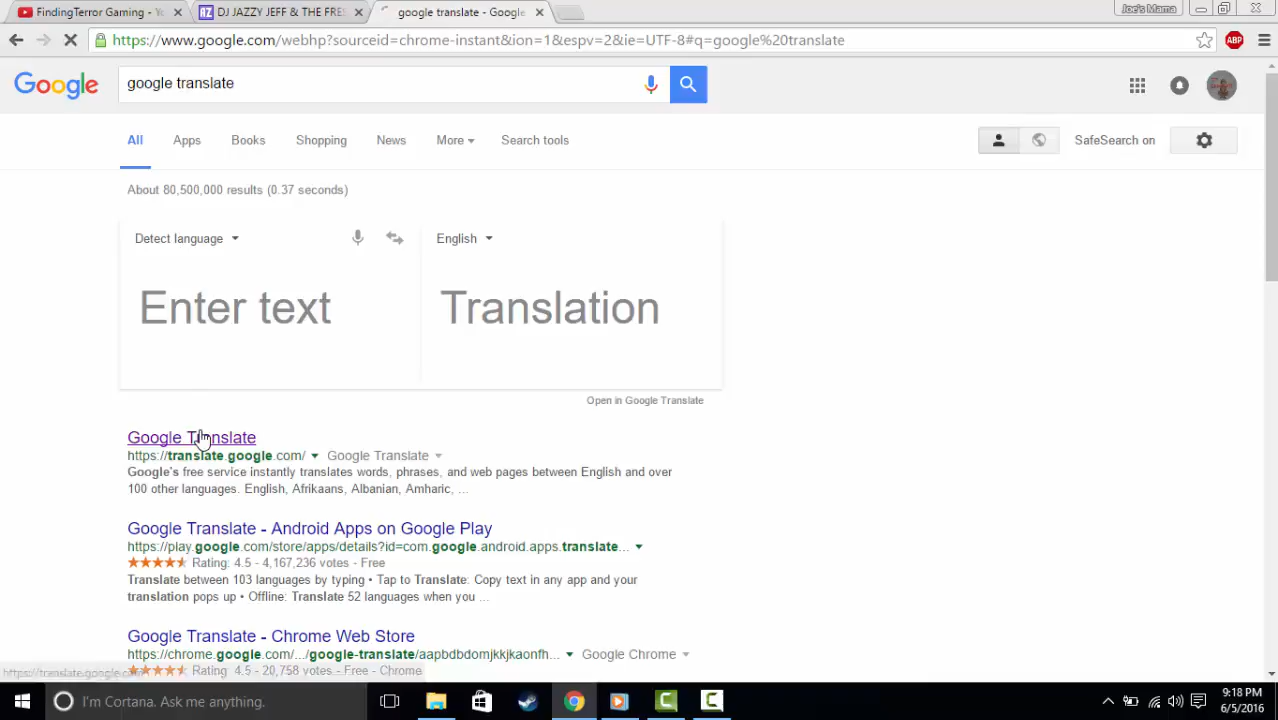 FindingTerror Gaming - Yo
DJ JAZZY JEFF & THE FRES
google translate - Google
Joe's Mama
https://www.google.com/webhp?sourceid=chrome-instant&ion=1&espv=2&ie=UTF-8#q=google%20translate
ABP
Google
google translate
All
Apps
Books
Shopping
News
More
Search tools
SafeSearch on
About 80,500,000 results (0.37 seconds)
Detect language
English
Enter text
Translation
Open in Google Translate
Google Translate
https://translate.google.com/
Google Translate
Google's free service instantly translates words, phrases, and web pages between English and over
100 other languages. English, Afrikaans, Albanian, Amharic, ...
Google Translate - Android Apps on Google Play
https://play.google.com/store/apps/details?id=com.google.android.apps.translate...
Rating: 4.5 - 4,167,236 votes - Free
Translate between 103 languages by typing • Tap to Translate: Copy text in any app and your
translation pops up • Offline: Translate 52 languages when you ...
Google Translate - Chrome Web Store
https://chrome.google.com/.../google-translate/aapbdbdomjkkjkaonfh...
Google Chrome
https://translate.google.com
Rating: 4.5 - 20,758 votes - Free - Chrome
I'm Cortana. Ask me anything.
9:18 PM
6/5/2016